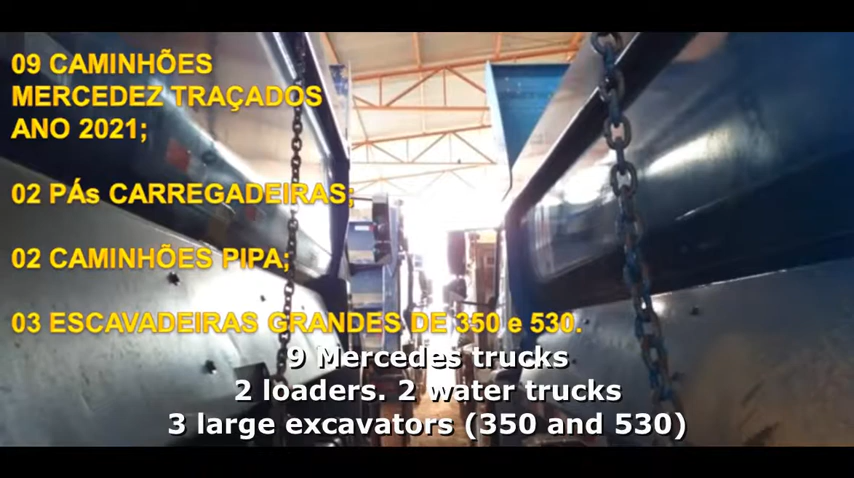 09 CAMINHÕES
MERCEDEZ TRAÇADOS
ANO 2021;
02 PÁs CARREGADEIRAS;
02 CAMINHÕES PIPA;
03 ESCAVADEIRAS GRANDES DE 350 e 530.
9 Mercedes trucks
2 loaders. 2 water trucks
3 large excavators (350 and 530)